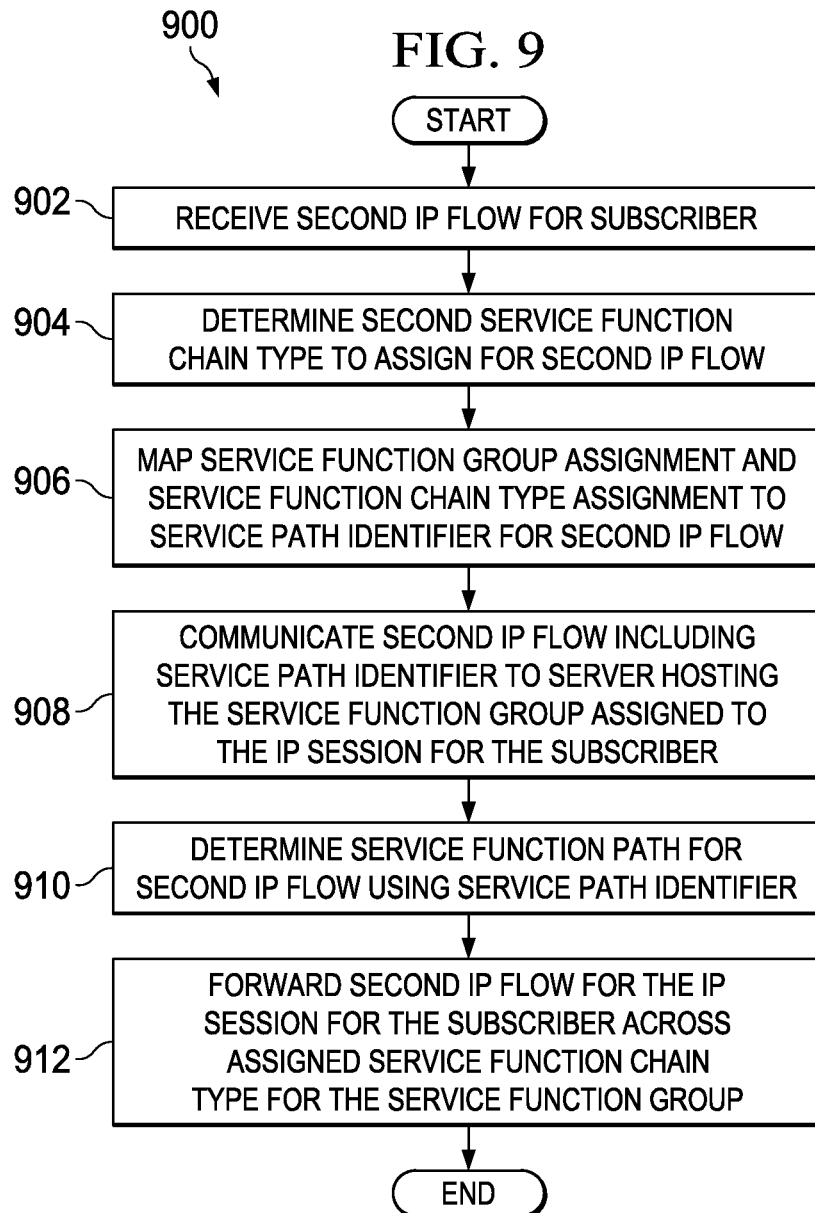 900
FIG. 9
START
902
RECEIVE SECOND IP FLOW FOR SUBSCRIBER
904
DETERMINE SECOND SERVICE FUNCTION
CHAIN TYPE TO ASSIGN FOR SECOND IP FLOW
906
MAP SERVICE FUNCTION GROUP ASSIGNMENT AND
SERVICE FUNCTION CHAIN TYPE ASSIGNMENT TO
SERVICE PATH IDENTIFIER FOR SECOND IP FLOW
908
COMMUNICATE SECOND IP FLOW INCLUDING
SERVICE PATH IDENTIFIER TO SERVER HOSTING
THE SERVICE FUNCTION GROUP ASSIGNED TO
THE IP SESSION FOR THE SUBSCRIBER
910
DETERMINE SERVICE FUNCTION PATH FOR
SECOND IP FLOW USING SERVICE PATH IDENTIFIER
912
FORWARD SECOND IP FLOW FOR THE IP
SESSION FOR THE SUBSCRIBER ACROSS
ASSIGNED SERVICE FUNCTION CHAIN
TYPE FOR THE SERVICE FUNCTION GROUP
END